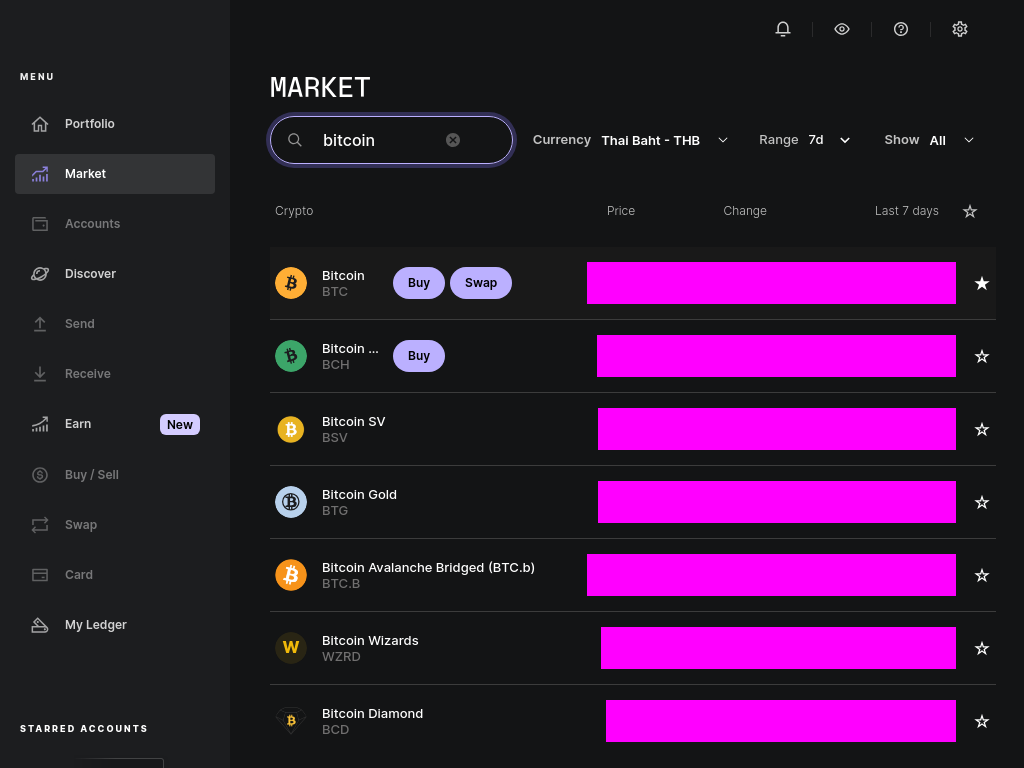 MENU
Portfolio
Market
Accounts
Discover
Send
Receive
Earn New
Buy / Sell
Swap
Card
My Ledger
STARRED ACCOUNTS
MARKET
bitcoin
Currency Thai Baht - THB
Range 7d
Show All
Crypto Price Change Last 7 days
Bitcoin
BTC
Buy Swap
Bitcoin ...
BCH
Buy
Bitcoin SV
BSV
Bitcoin Gold
BTG
Bitcoin Avalanche Bridged (BTC.b)
BTC.B
W
Bitcoin Wizards
WZRD
Bitcoin Diamond
BCD